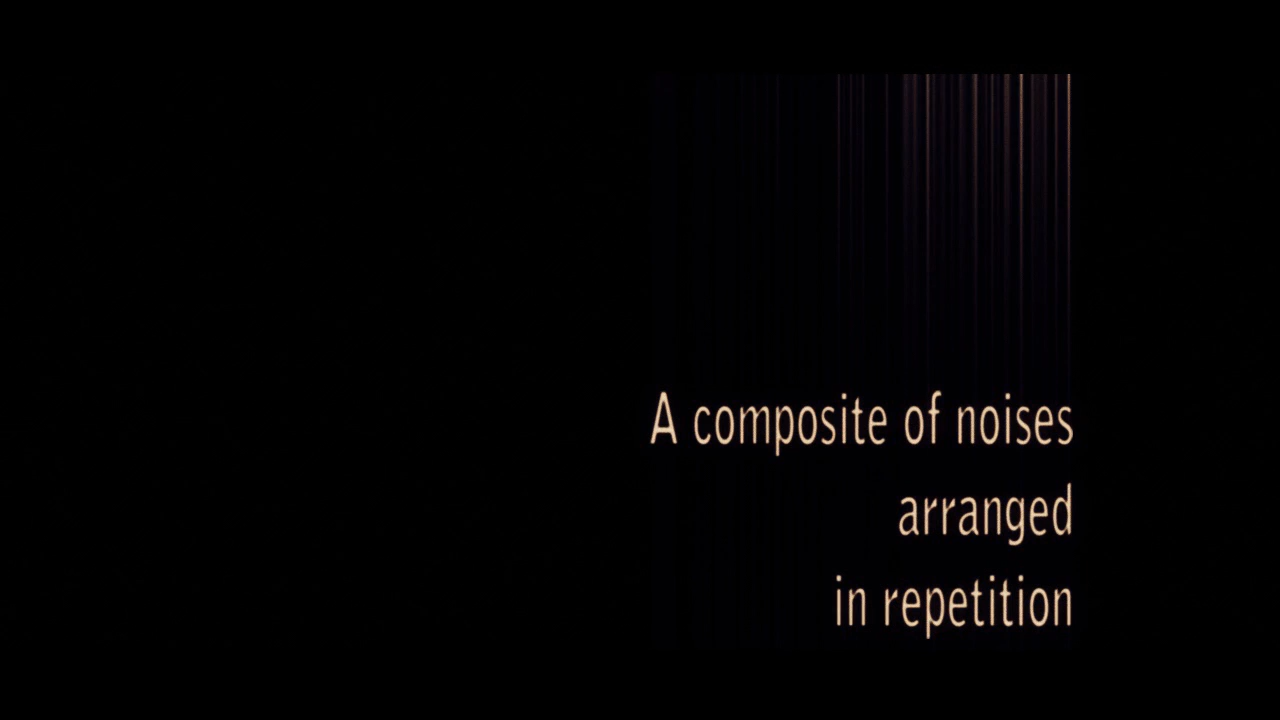 A composite of noises
arranged
in repetition